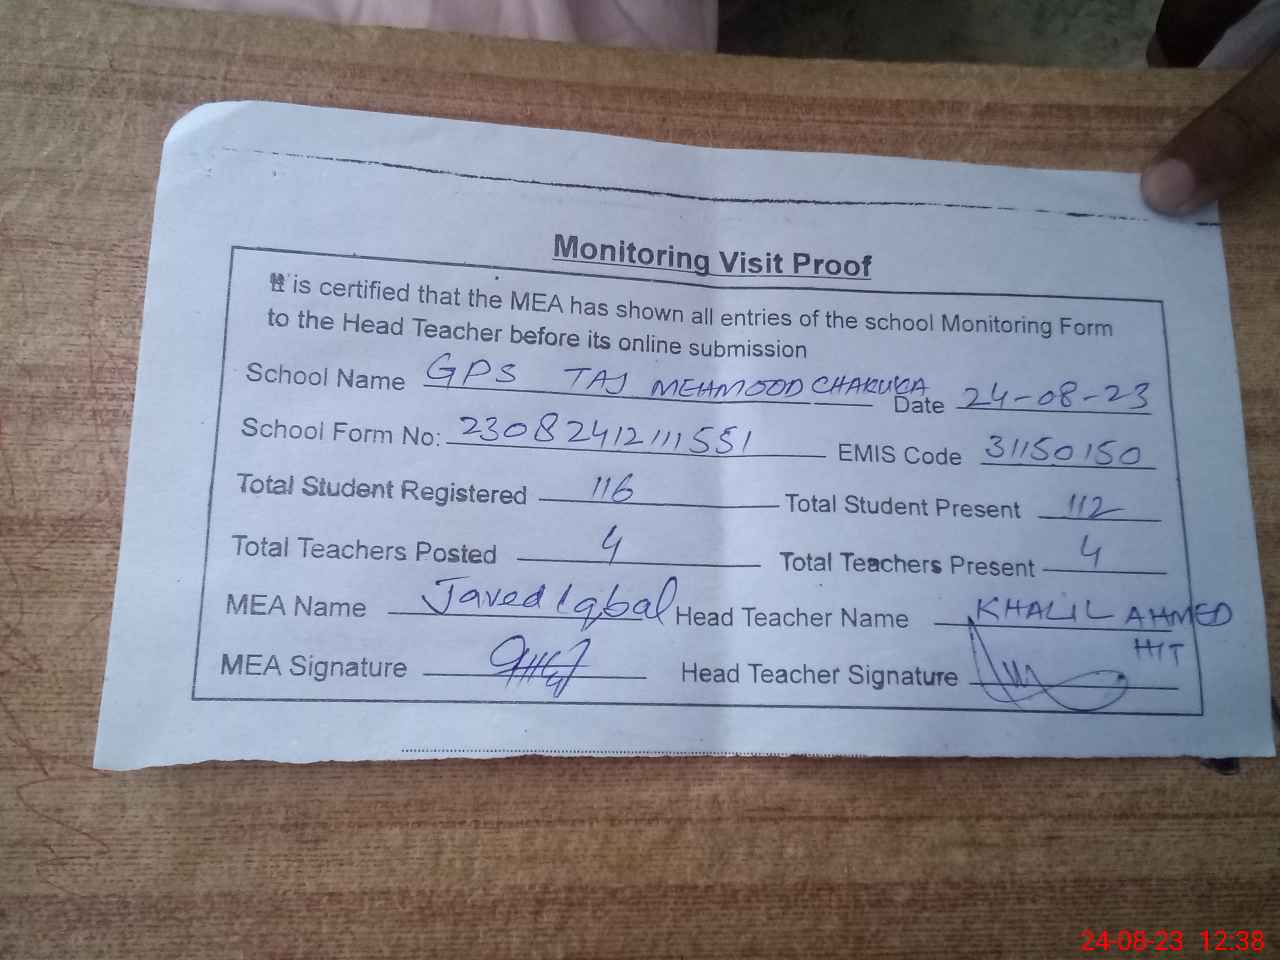 Monitoring Visit Proof
It is certified that the MEA has shown all entries of the school Monitoring Form
to the Head Teacher before its online submission
School Name GPS TAJ MEHMOOD CHAKUKA Date 24-08-23
School Form No: 23082412111551 EMIS Code 31150150
Total Student Registered 116 Total Student Present 112
Total Teachers Posted 4 Total Teachers Present 4
MEA Name Javed Iqbal Head Teacher Name KHALIL AHMED
H/T
MEA Signature Head Teacher Signature
24-08-23 12:38